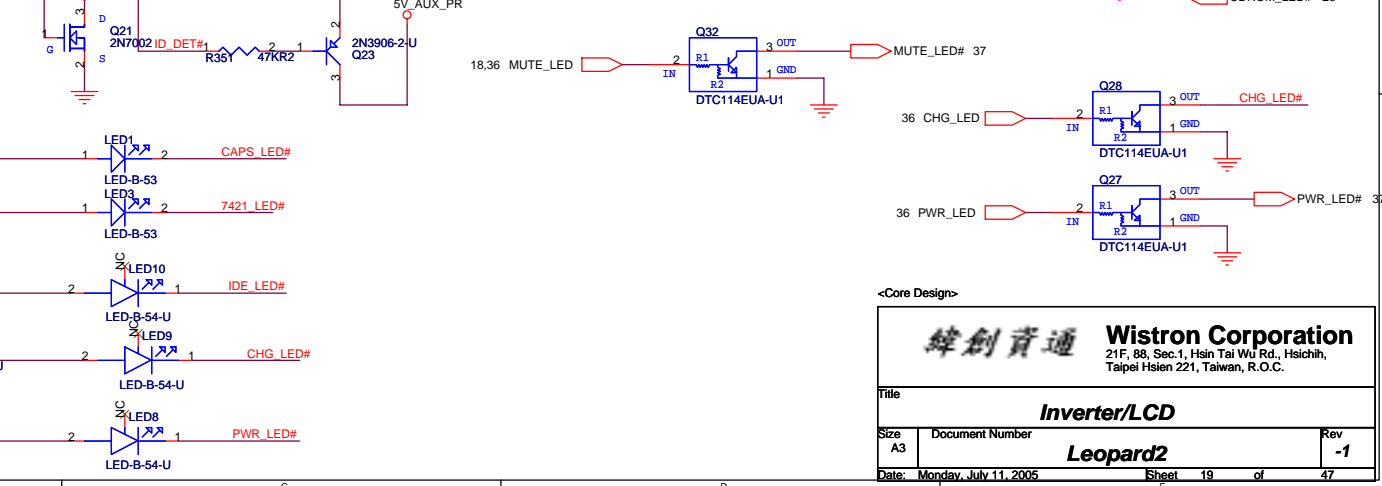 5V_AUX_PR
3
D
Q21
2N7002
1
G
S
2
ID_DET#
1
2
R351
47KR2
1
2
3
2N3906-2-U
Q23
Q32
18,36 MUTE_LED
2
IN
R1
R2
3
OUT
1
GND
MUTE_LED# 37
DTC114EUA-U1
Q28
36 CHG_LED
2
IN
R1
R2
3
OUT
1
GND
CHG_LED#
DTC114EUA-U1
Q27
36 PWR_LED
2
IN
R1
R2
3
OUT
1
GND
PWR_LED#
DTC114EUA-U1
LED1
1
2
CAPS_LED#
LED-B-53
LED3
1
2
7421_LED#
LED-B-53
NC
LED10
2
1
IDE_LED#
LED-B-54-U
NC
LED9
2
1
CHG_LED#
LED-B-54-U
NC
LED8
2
1
PWR_LED#
LED-B-54-U
<Core Design>
緯創資通
Wistron Corporation
21F, 88, Sec.1, Hsin Tai Wu Rd., Hsichih,
Taipei Hsien 221, Taiwan, R.O.C.
Title
Inverter/LCD
Size
A3
Document Number
Leopard2
Rev
-1
Date: Monday, July 11, 2005
Sheet 19 of 47